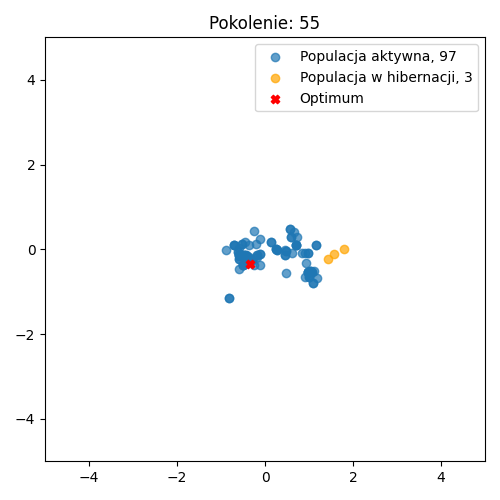 Pokolenie: 55
Populacja aktywna, 97
Populacja w hibernacji, 3
Optimum
4
2
0
−2
−4
−4
−2
0
2
4